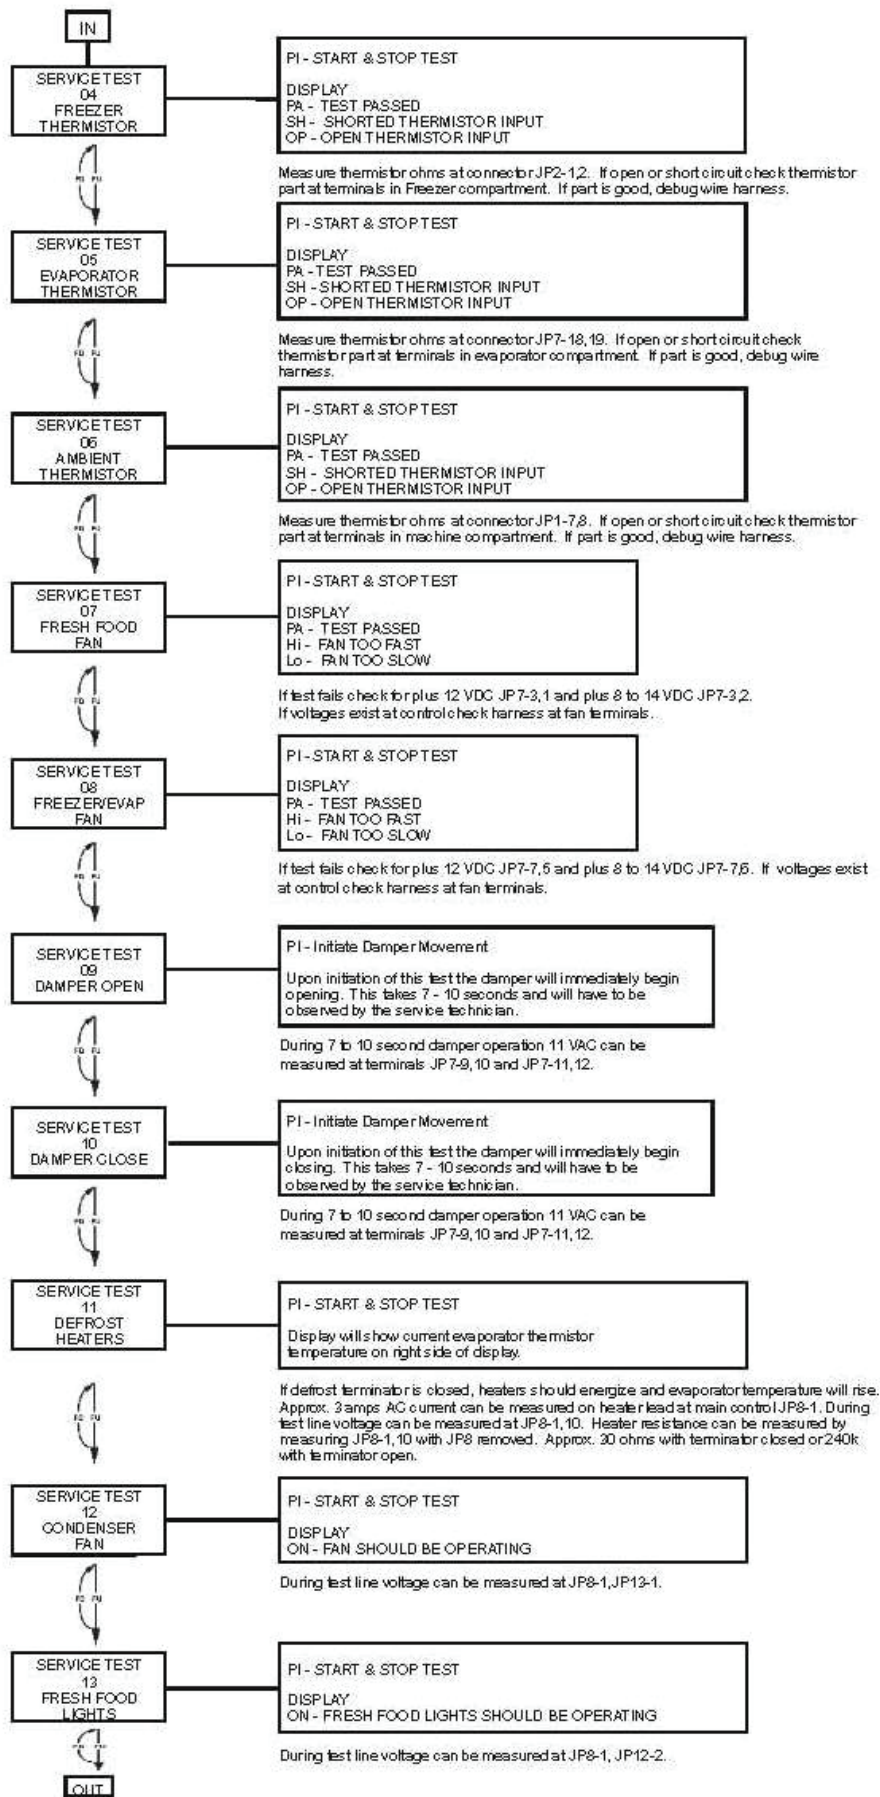 IN
SERVICE TEST
04
FREEZER
THERMISTOR
PI - START & STOP TEST
DISPLAY
PA - TEST PASSED
SH - SHORTED THERMISTOR INPUT
OP - OPEN THERMISTOR INPUT
Measure thermistor ohms at connector JP2-1,2. If open or short circuit check thermistor
part at terminals in Freezer compartment. If part is good, debug wire harness.
SERVICE TEST
05
EVAPORATOR
THERMISTOR
PI - START & STOP TEST
DISPLAY
PA - TEST PASSED
SH - SHORTED THERMISTOR INPUT
OP - OPEN THERMISTOR INPUT
Measure thermistor ohms at connector JP7-18,19. If open or short circuit check
thermistor part at terminals in evaporator compartment. If part is good, debug wire
harness.
SERVICE TEST
06
AMBIENT
THERMISTOR
PI - START & STOP TEST
DISPLAY
PA - TEST PASSED
SH - SHORTED THERMISTOR INPUT
OP - OPEN THERMISTOR INPUT
Measure thermistor ohms at connector JP1-7,8. If open or short circuit check thermistor
part at terminals in machine compartment. If part is good, debug wire harness.
SERVICE TEST
07
FRESH FOOD
FAN
PI - START & STOP TEST
DISPLAY
PA - TEST PASSED
Hi - FAN TOO FAST
Lo - FAN TOO SLOW
If test fails check for plus 12 VDC JP7-3,1 and plus 8 to 14 VDC JP7-3,2.
If voltages exist at control check harness at fan terminals.
SERVICE TEST
08
FREEZER/EVAP
FAN
PI - START & STOP TEST
DISPLAY
PA - TEST PASSED
Hi - FAN TOO FAST
Lo - FAN TOO SLOW
If test fails check for plus 12 VDC JP7-7,5 and plus 8 to 14 VDC JP7-7,6. If voltages exist
at control check harness at fan terminals.
SERVICE TEST
09
DAMPER OPEN
PI - Initiate Damper Movement
Upon initiation of this test the damper will immediately begin
opening. This takes 7 - 10 seconds and will have to be
observed by the service technician.
During 7 to 10 second damper operation 11 VAC can be
measured at terminals JP7-9,10 and JP7-11,12.
SERVICE TEST
10
DAMPER CLOSE
PI - Initiate Damper Movement
Upon initiation of this test the damper will immediately begin
closing. This takes 7 - 10 seconds and will have to be
observed by the service technician.
During 7 to 10 second damper operation 11 VAC can be
measured at terminals JP7-9,10 and JP7-11,12.
SERVICE TEST
11
DEFROST
HEATERS
PI - START & STOP TEST
Display will show current evaporator thermistor
temperature on right side of display.
If defrost terminator is closed, heaters should energize and evaporator temperature will rise.
Approx. 3 amps AC current can be measured on heater lead at main control JP8-1. During
test line voltage can be measured at JP8-1,10. Heater resistance can be measured by
measuring JP8-1,10 with JP8 removed. Approx. 30 ohms with terminator closed or 240k
with terminator open.
SERVICE TEST
12
CONDENSER
FAN
PI - START & STOP TEST
DISPLAY
ON - FAN SHOULD BE OPERATING
During test line voltage can be measured at JP8-1, JP13-1.
SERVICE TEST
13
FRESH FOOD
LIGHTS
PI - START & STOP TEST
DISPLAY
ON - FRESH FOOD LIGHTS SHOULD BE OPERATING
During test line voltage can be measured at JP8-1, JP12-2.
OUT